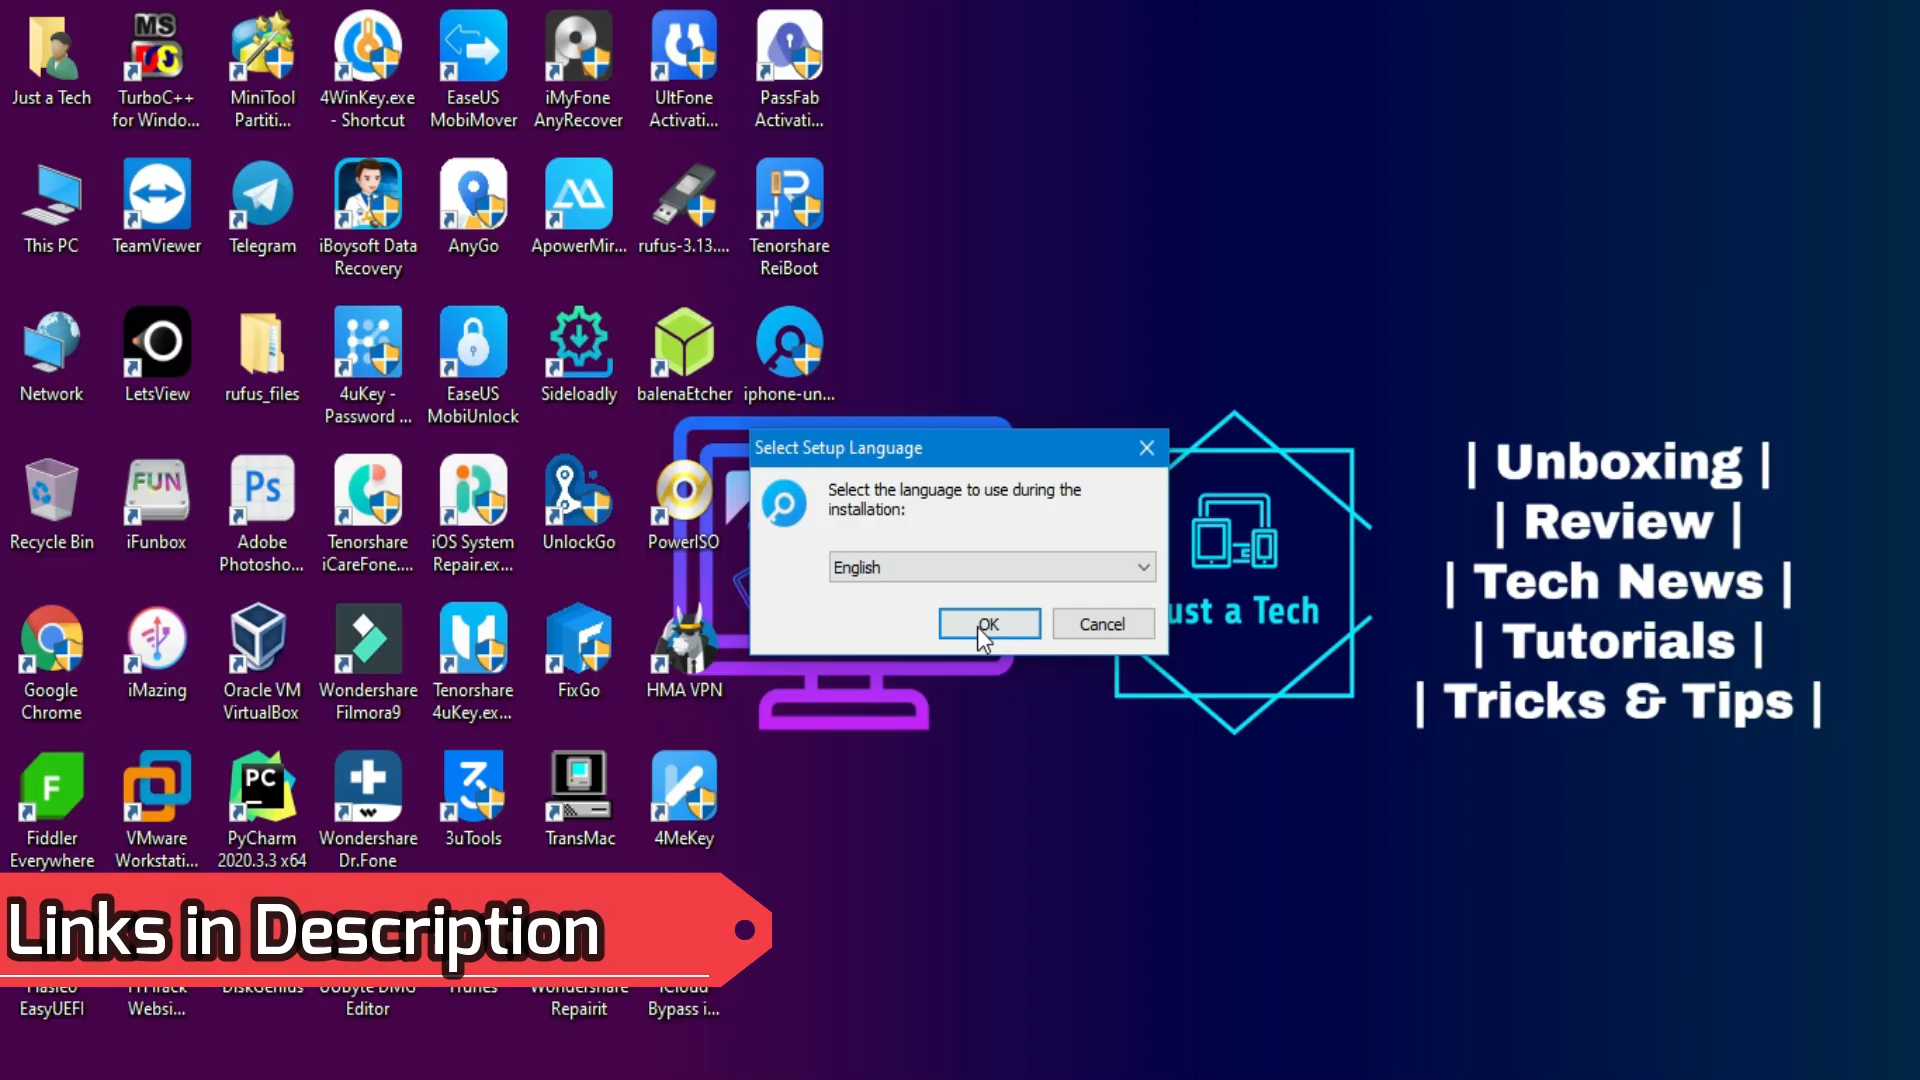 Just a Tech
TurboC++
for Windo...
MiniTool
Partiti...
4WinKey.exe
- Shortcut
EaseUS
MobiMover
iMyFone
AnyRecover
UltFone
Activati...
PassFab
Activati...
This PC
TeamViewer
Telegram
iBoysoft Data
Recovery
AnyGo
ApowerMir...
rufus-3.13....
Tenorshare
ReiBoot
Network
LetsView
rufus_files
4uKey -
Password ...
EaseUS
MobiUnlock
Sideloadly
balenaEtcher
iphone-un...
Recycle Bin
FUN
iFunbox
Ps
Adobe
Photosho...
Tenorshare
iCareFone....
iOS System
Repair.ex...
UnlockGo
PowerISO
Google
Chrome
iMazing
Oracle VM
VirtualBox
Wondershare
Filmora9
Tenorshare
4uKey.ex...
FixGo
HMA VPN
Fiddler
Everywhere
VMware
Workstati...
PC
PyCharm
2020.3.3 x64
Wondershare
Dr.Fone
3uTools
TransMac
4MeKey
Select Setup Language
Select the language to use during the
installation:
English
OK
Cancel
ust a Tech
| Unboxing |
| Review |
| Tech News |
| Tutorials |
| Tricks & Tips |
Links in Description
EasyUEFI
Websi...
DiskGenius
Editor
iTunes
Wondershare
Repairit
iCloud
Bypass i...